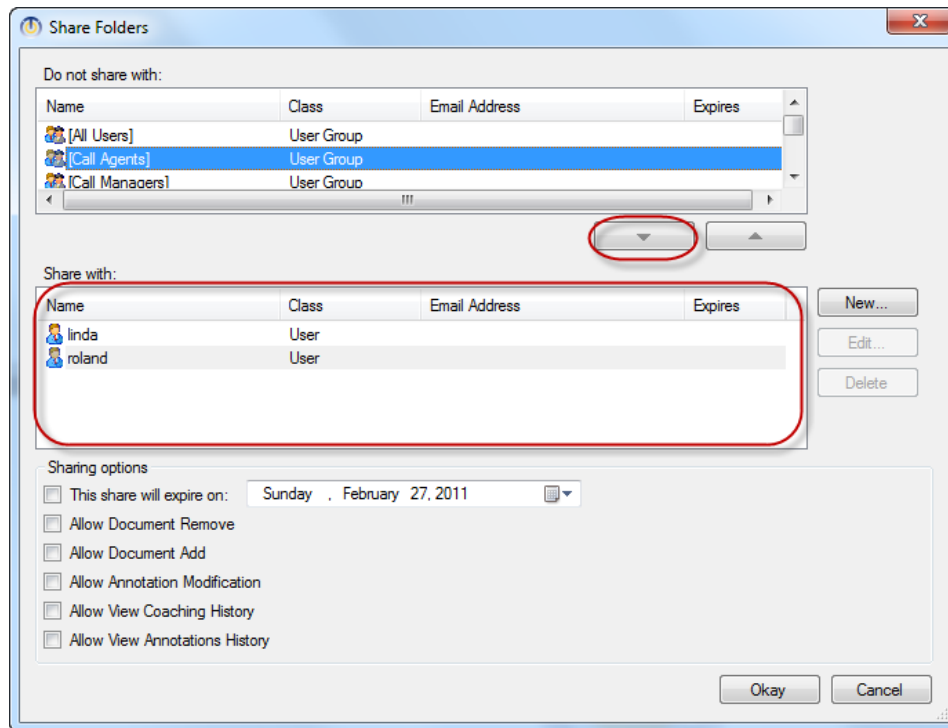 Share Folders
Do not share with:
Name Class Email Address Expires
[All Users] User Group
[Call Agents] User Group
[Call Managers] User Group
Share with:
Name Class Email Address Expires
New...
linda User
Edit...
roland User
Delete
Sharing options
This share will expire on: Sunday , February 27, 2011
Allow Document Remove
Allow Document Add
Allow Annotation Modification
Allow View Coaching History
Allow View Annotations History
Okay Cancel